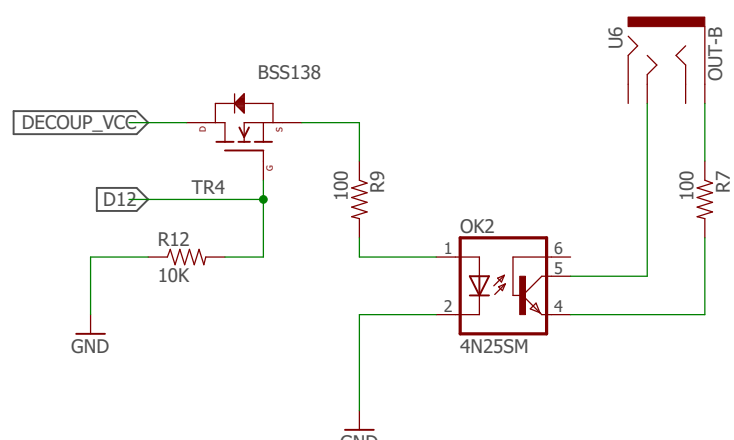 U6
OUT-B
BSS138
DECOUP_VCC
D
S
G
TR4
D12
100
R9
100
R7
R12
10K
OK2
1
6
5
2
4
4N25SM
GND
GND